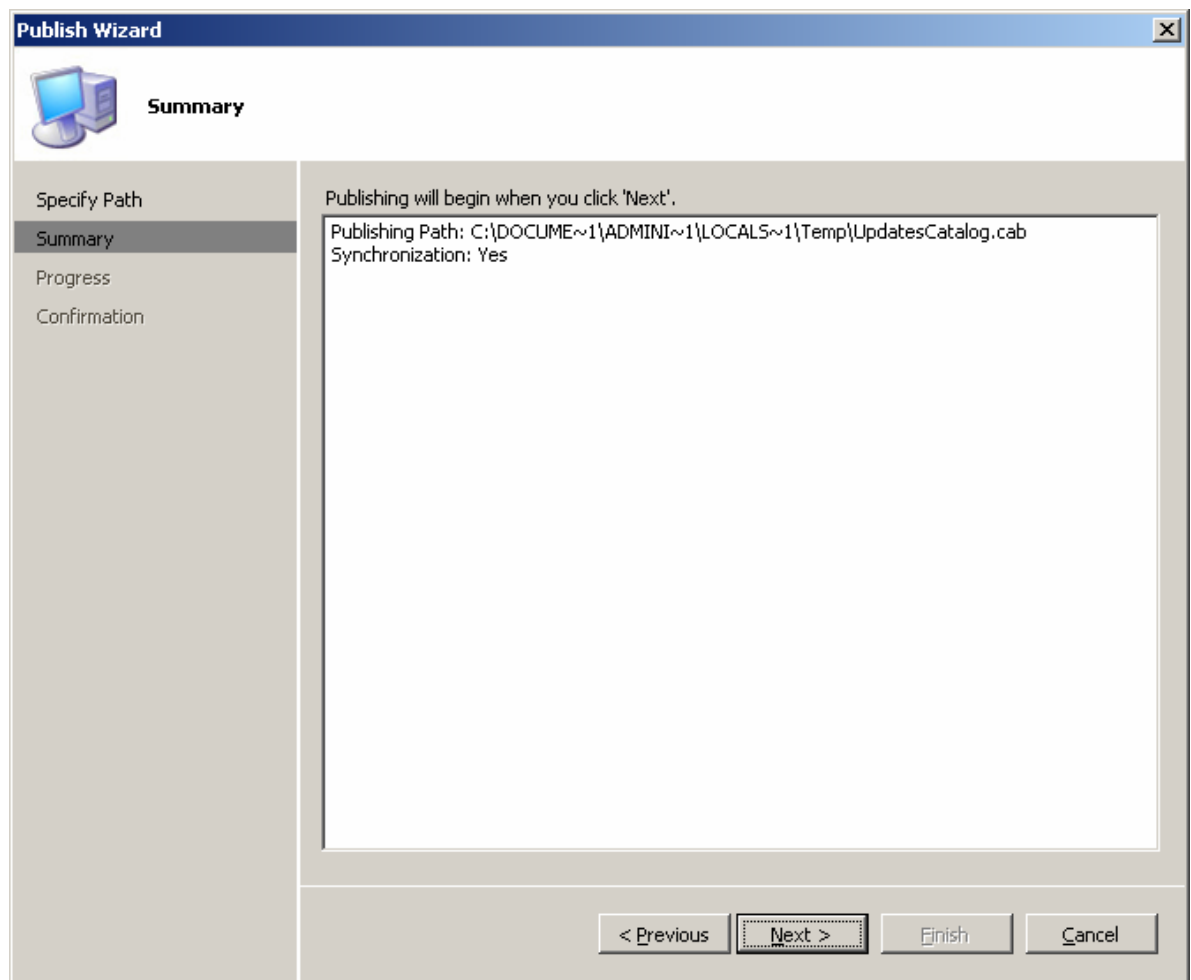 Publish Wizard
Summary
Specify Path
Summary
Progress
Confirmation
Publishing will begin when you click 'Next'.
Publishing Path: C:\DOCUME~1\ADMINI~1\LOCALS~1\Temp\UpdatesCatalog.cab
Synchronization: Yes
< Previous
Next >
Finish
Cancel